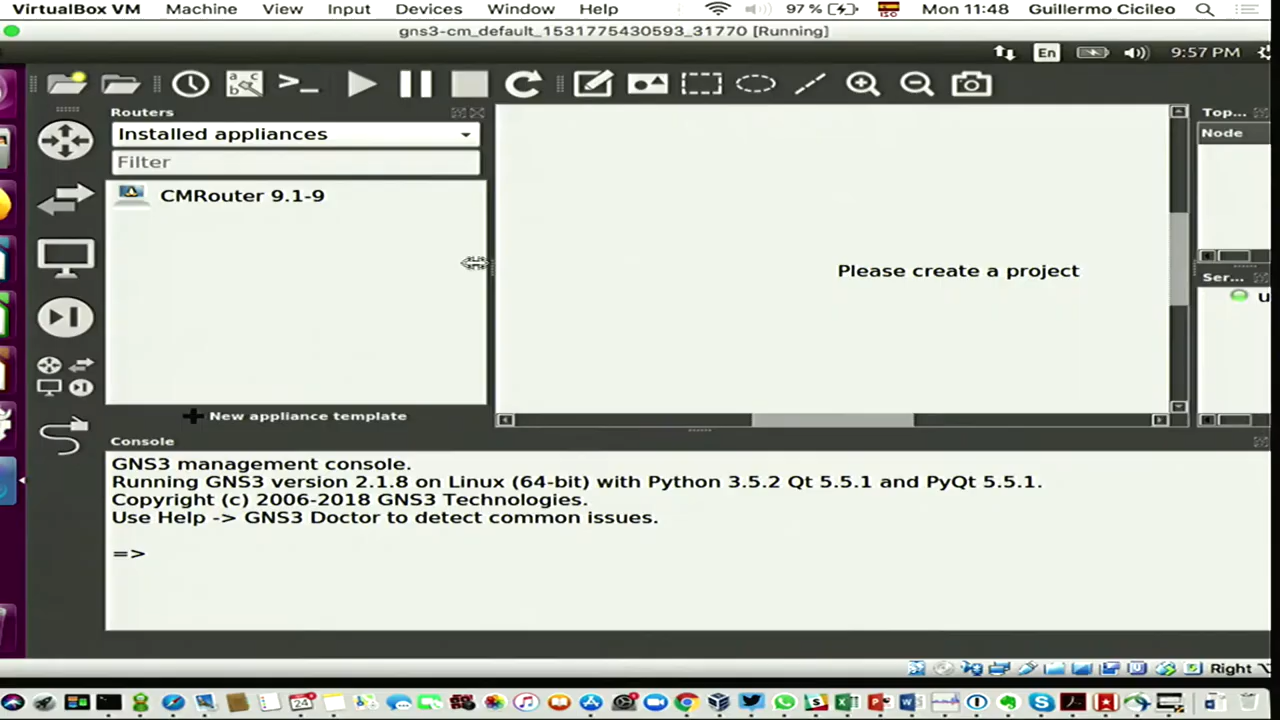 VirtualBox VM Machine View Input Devices Window Help 97 % ISO Mon 11:48 Guillermo Cicileo
gns3-cm_default_1531775430593_31770 [Running]
En 9:57 PM
Routers
Installed appliances
Filter
CMRouter 9.1-9
New appliance template
Please create a project
Top...
Node
Ser...
u
Console
GNS3 management console.
Running GNS3 version 2.1.8 on Linux (64-bit) with Python 3.5.2 Qt 5.5.1 and PyQt 5.5.1.
Copyright (c) 2006-2018 GNS3 Technologies.
Use Help -> GNS3 Doctor to detect common issues.
=>
Right